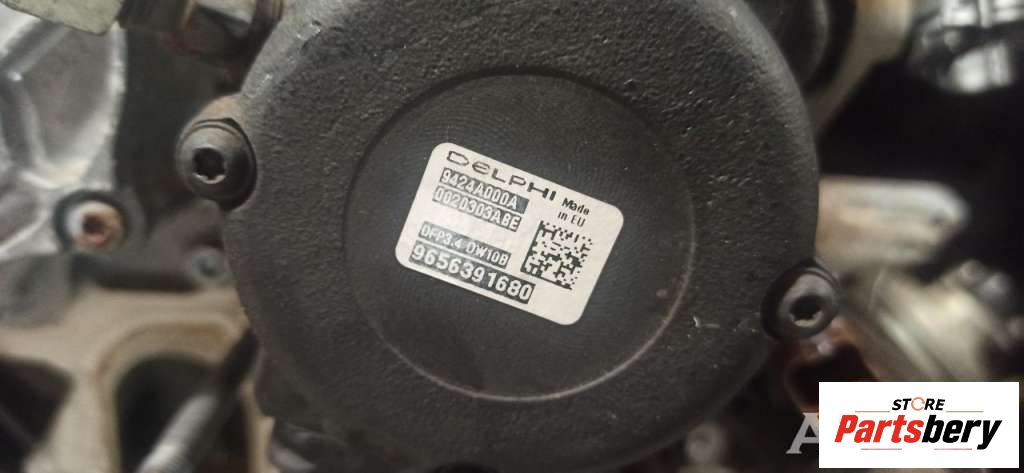 DELPHI
9424A000A
Made
in EU
0020303ABE
DFP3.4 DW10B
9656391680
STORE
Partsbery